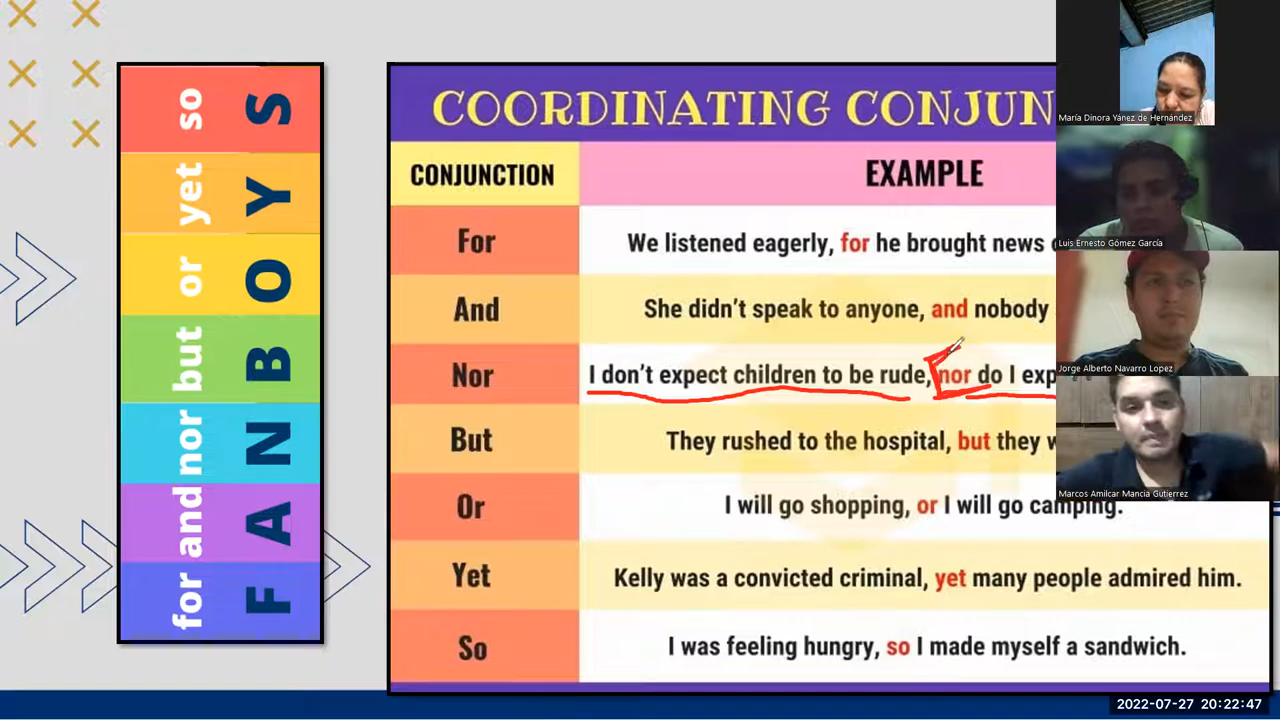 so
yet
or
but
nor
and
for
S
Y
O
B
N
A
F
COORDINATING CONJUN
CONJUNCTION
EXAMPLE
For
We listened eagerly, for he brought news
And
She didn't speak to anyone, and nobody
Nor
I don't expect children to be rude, nor do I exp
But
They rushed to the hospital, but they
Or
I will go shopping, or I will go camping.
Yet
Kelly was a convicted criminal, yet many people admired him.
So
I was feeling hungry, so I made myself a sandwich.
María Dinora Yánez de Hernández
Luis Ernesto Gómez García
Jorge Alberto Navarro Lopez
Marcos Amilcar Mancia Gutierrez
2022-07-27 20:22:47